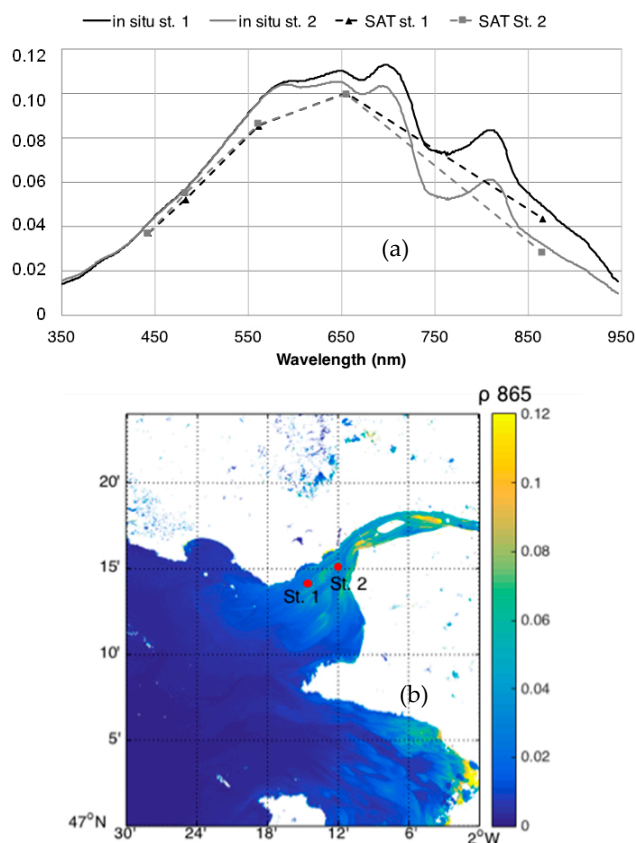 in situ st. 1 in situ st. 2 SAT st. 1 SAT St. 2
0.12
0.10
0.08
0.06
0.04
0.02
0
(a)
350 450 550 650 750 850 950
Wavelength (nm)
ρ 865
0.12
0.1
0.08
0.06
0.04
0.02
0
20'
15'
10'
5'
47°N
St. 1
St. 2
(b)
30' 24' 18' 12' 6' 2°W